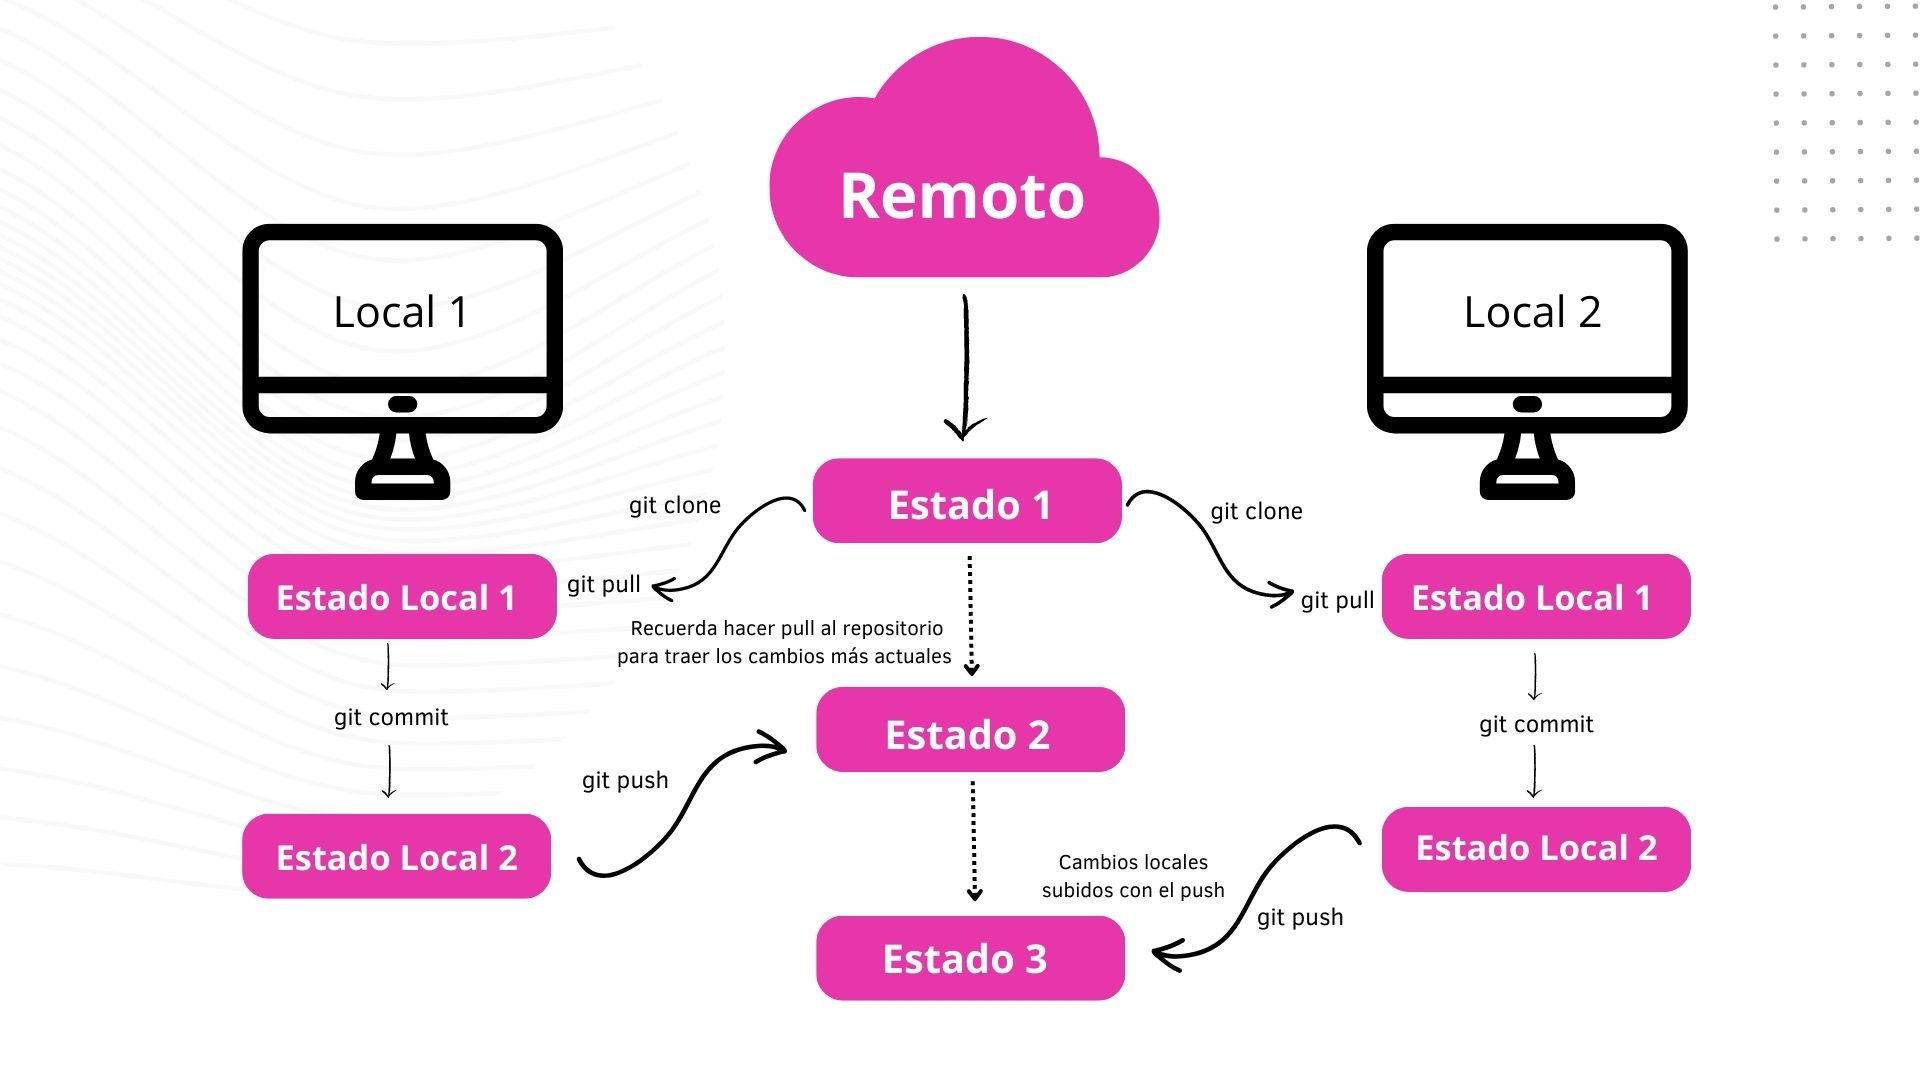 Remoto
Local 1
Local 2
Estado 1
git clone
git clone
git pull
git pull
Estado Local 1
Estado Local 1
Recuerda hacer pull al repositorio
para traer los cambios más actuales
git commit
git commit
Estado 2
git push
Estado Local 2
Estado Local 2
Cambios locales
subidos con el push
git push
Estado 3